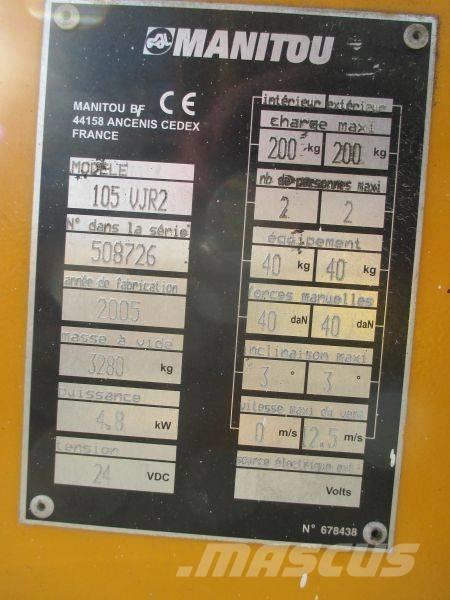 MANITOU
MANITOU BF CE
44158 ANCENIS CEDEX
FRANCE
MODELE
105 VJR2
N° dans la série
508726
année de fabrication
2005
masse à vide
3280 kg
puissance
4.8 kW
tension
24 VDC
intérieur extérieur
charge maxi
200 kg 200 kg
nb de personnes maxi
2 2
équipement
40 kg 40 kg
forces manuelles
40 daN 40 daN
inclinaison maxi
3 ° 3 °
vitesse maxi du vent
0 m/s 12.5 m/s
source électrique
Volts
N° 678438
MASCUS